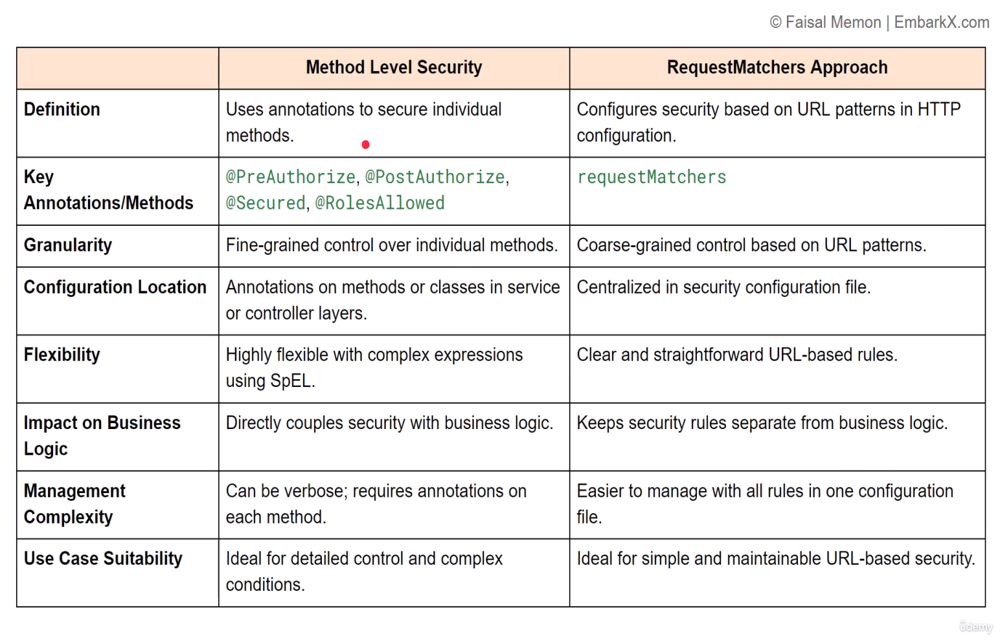 © Faisal Memon | EmbarkX.com
Method Level Security
RequestMatchers Approach
Definition
Uses annotations to secure individual
methods.
Configures security based on URL patterns in HTTP
configuration.
Key
Annotations/Methods
@PreAuthorize, @PostAuthorize,
@Secured, @RolesAllowed
requestMatchers
Granularity
Fine-grained control over individual methods.
Coarse-grained control based on URL patterns.
Configuration Location
Annotations on methods or classes in service
or controller layers.
Centralized in security configuration file.
Flexibility
Highly flexible with complex expressions
using SpEL.
Clear and straightforward URL-based rules.
Impact on Business
Logic
Directly couples security with business logic.
Keeps security rules separate from business logic.
Management
Complexity
Can be verbose; requires annotations on
each method.
Easier to manage with all rules in one configuration
file.
Use Case Suitability
Ideal for detailed control and complex
conditions.
Ideal for simple and maintainable URL-based security.
ûdemy